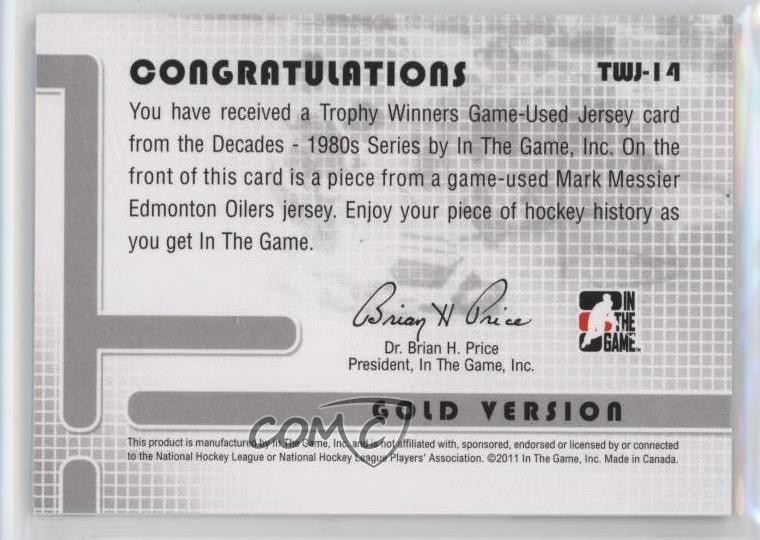 CONGRATULATIONS TWJ-14
You have received a Trophy Winners Game-Used Jersey card
from the Decades - 1980s Series by In The Game, Inc. On the
front of this card is a piece from a game-used Mark Messier
Edmonton Oilers jersey. Enjoy your piece of hockey history as
you get In The Game.
Brian H Price
IN
THE
GAME
Dr. Brian H. Price
President, In The Game, Inc.
GOLD VERSION
COMC
This product is manufactured by In The Game, Inc. and is not affiliated with, sponsored, endorsed or licensed by or connected
to the National Hockey League or National Hockey League Players' Association. ©2011 In The Game, Inc. Made in Canada.